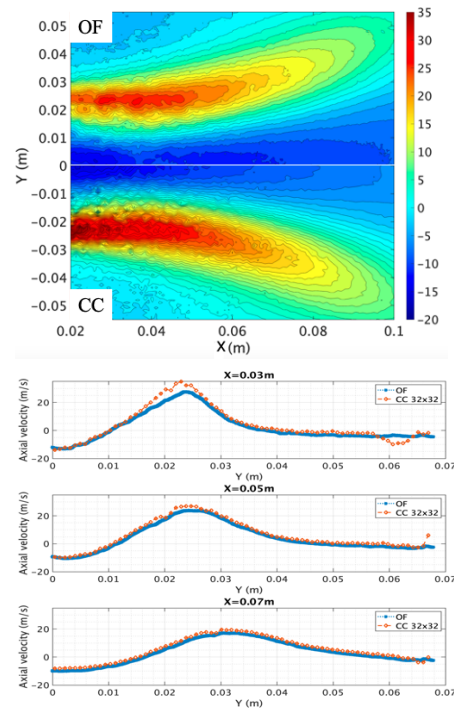 OF
CC
Y (m)
0.05
0.04
0.03
0.02
0.01
0
−0.01
−0.02
−0.03
−0.04
−0.05
0.02 0.04 0.06 0.08 0.1
X (m)
35
30
25
20
15
10
5
0
−5
−10
−15
−20
X=0.03m
Axial velocity (m/s)
20
0
−20
OF
CC 32x32
0 0.01 0.02 0.03 0.04 0.05 0.06 0.07
Y (m)
X=0.05m
Axial velocity (m/s)
20
0
−20
OF
CC 32x32
0 0.01 0.02 0.03 0.04 0.05 0.06 0.07
Y (m)
X=0.07m
Axial velocity (m/s)
20
0
−20
OF
CC 32x32
0 0.01 0.02 0.03 0.04 0.05 0.06 0.07
Y (m)